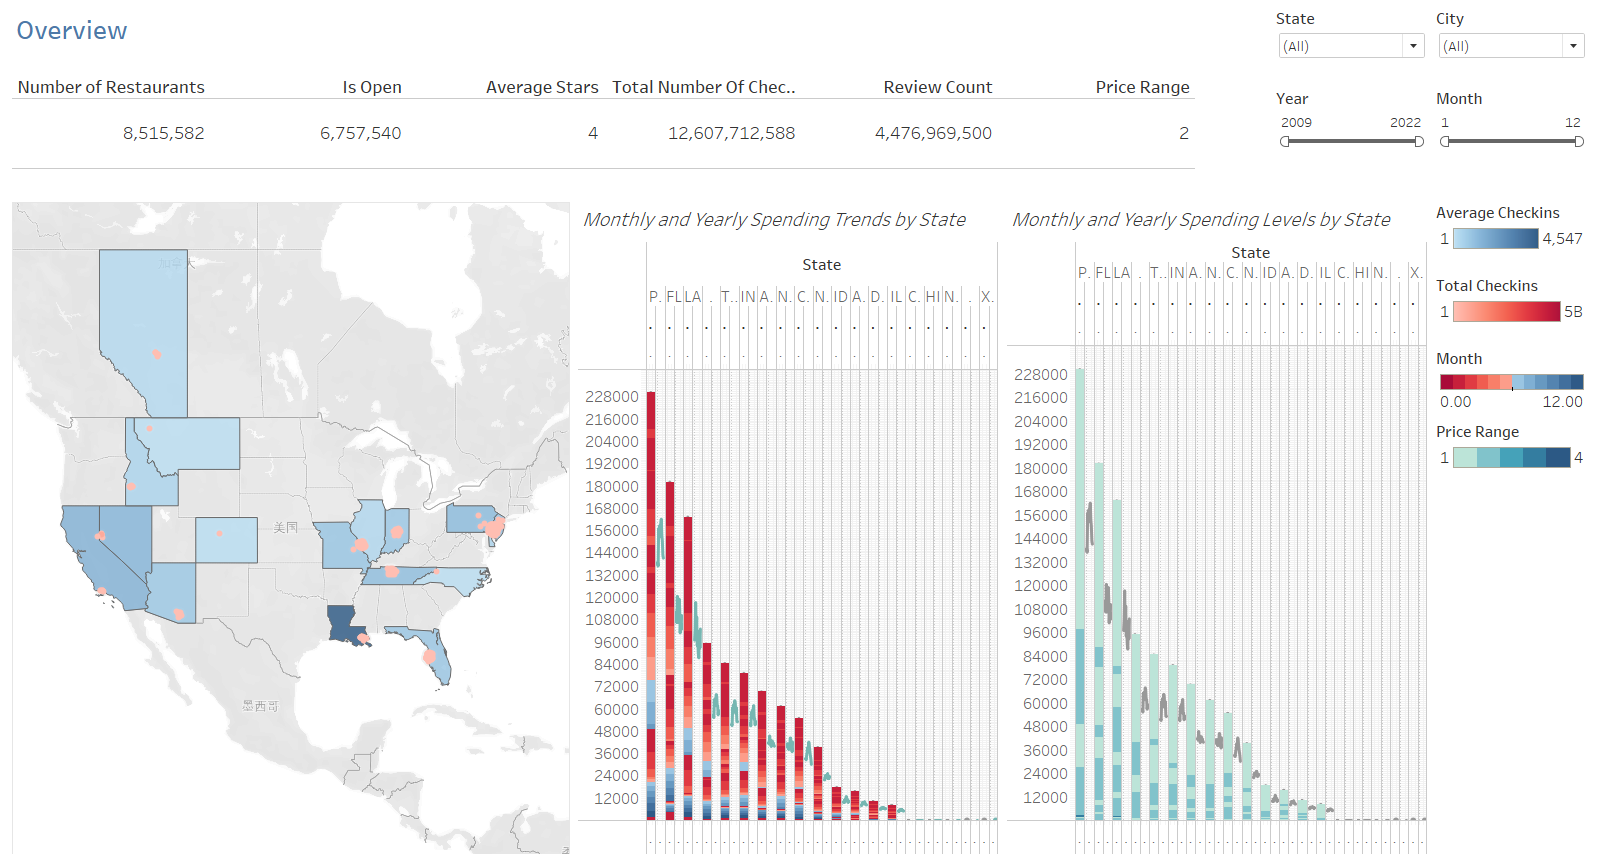 Overview
State
City
(All)
(All)
Number of Restaurants
Is Open
Average Stars
Total Number Of Chec..
Review Count
Price Range
8,515,582
6,757,540
4
12,607,712,588
4,476,969,500
2
Year
Month
2009
2022
1
12
Monthly and Yearly Spending Trends by State
State
P. FL LA . T.. IN A. N. C. N. ID A. D. IL C. HI N. . X.
228000
216000
204000
192000
180000
168000
156000
144000
132000
120000
108000
96000
84000
72000
60000
48000
36000
24000
12000
Monthly and Yearly Spending Levels by State
State
P. FL LA . T.. IN A. N. C. N. ID A. D. IL C. HI N. . X.
228000
216000
204000
192000
180000
168000
156000
144000
132000
120000
108000
96000
84000
72000
60000
48000
36000
24000
12000
Average Checkins
1
4,547
Total Checkins
1
5B
Month
0.00
12.00
Price Range
1
4
加拿大
美国
墨西哥